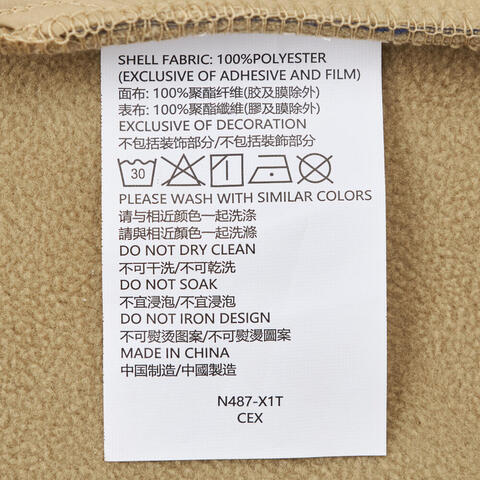 SHELL FABRIC: 100%POLYESTER
(EXCLUSIVE OF ADHESIVE AND FILM)
面布: 100%聚酯纤维(胶及膜除外)
表布: 100%聚酯纖維(膠及膜除外)
EXCLUSIVE OF DECORATION
不包括装饰部分/不包括裝飾部分
30
PLEASE WASH WITH SIMILAR COLORS
请与相近颜色一起洗涤
請與相近顏色一起洗滌
DO NOT DRY CLEAN
不可干洗/不可乾洗
DO NOT SOAK
不宜浸泡/不宜浸泡
DO NOT IRON DESIGN
不可熨烫图案/不可熨燙圖案
MADE IN CHINA
中国制造/中國製造
N487-X1T
CEX